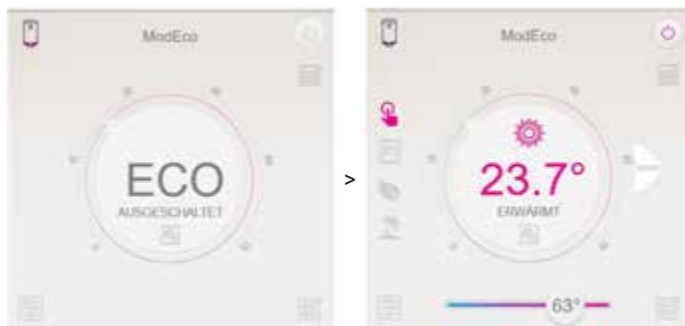 ModEco
ECO
AUSGESCHALTET
>
ModEco
23.7°
ERWÄRMT
63°